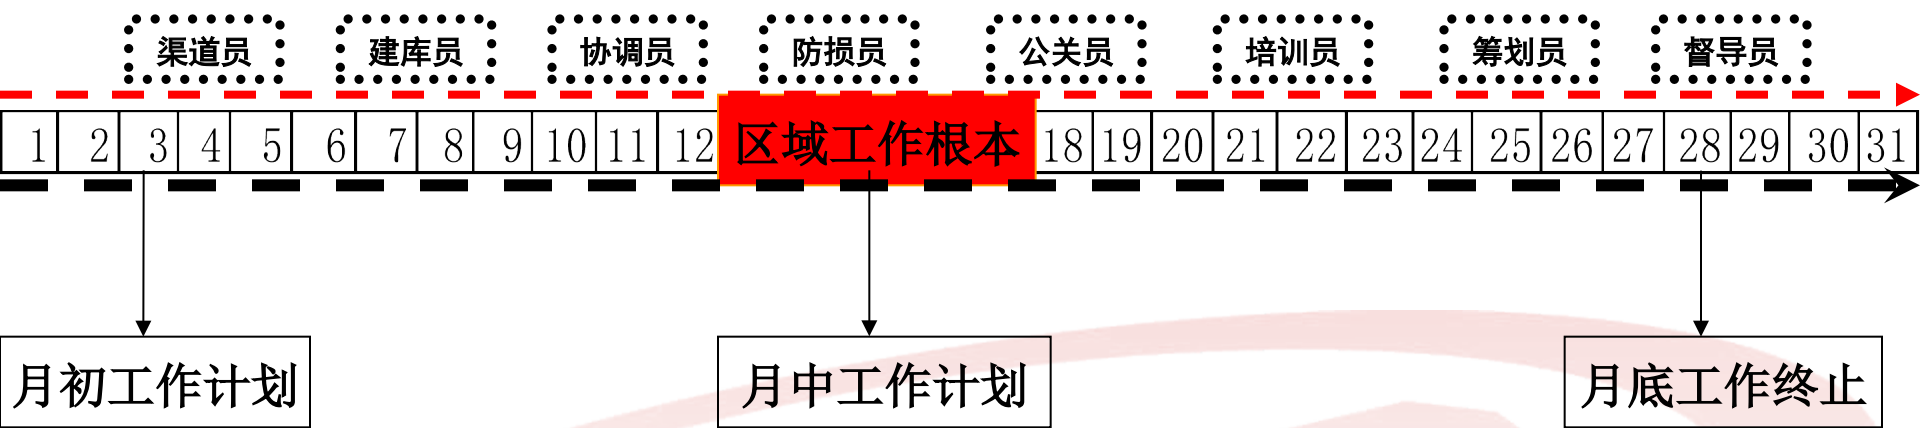 渠道员 建库员 协调员 防损员 公关员 培训员 筹划员 督导员
1 2 3 4 5 6 7 8 9 10 11 12 区域工作根本 18 19 20 21 22 23 24 25 26 27 28 29 30 31
月初工作计划 月中工作计划 月底工作终止